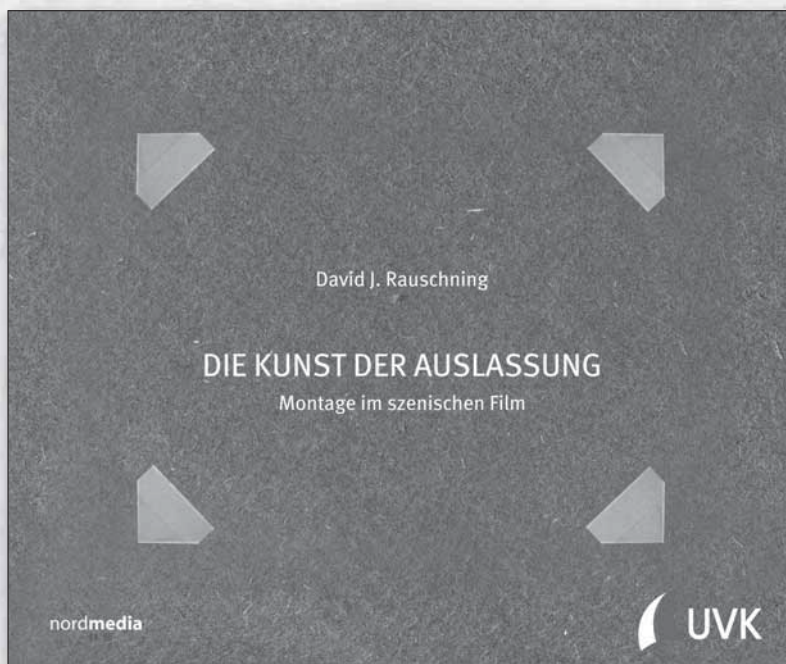 David J. Rauschning
DIE KUNST DER AUSLASSUNG
Montage im szenischen Film
nordmedia
UVK